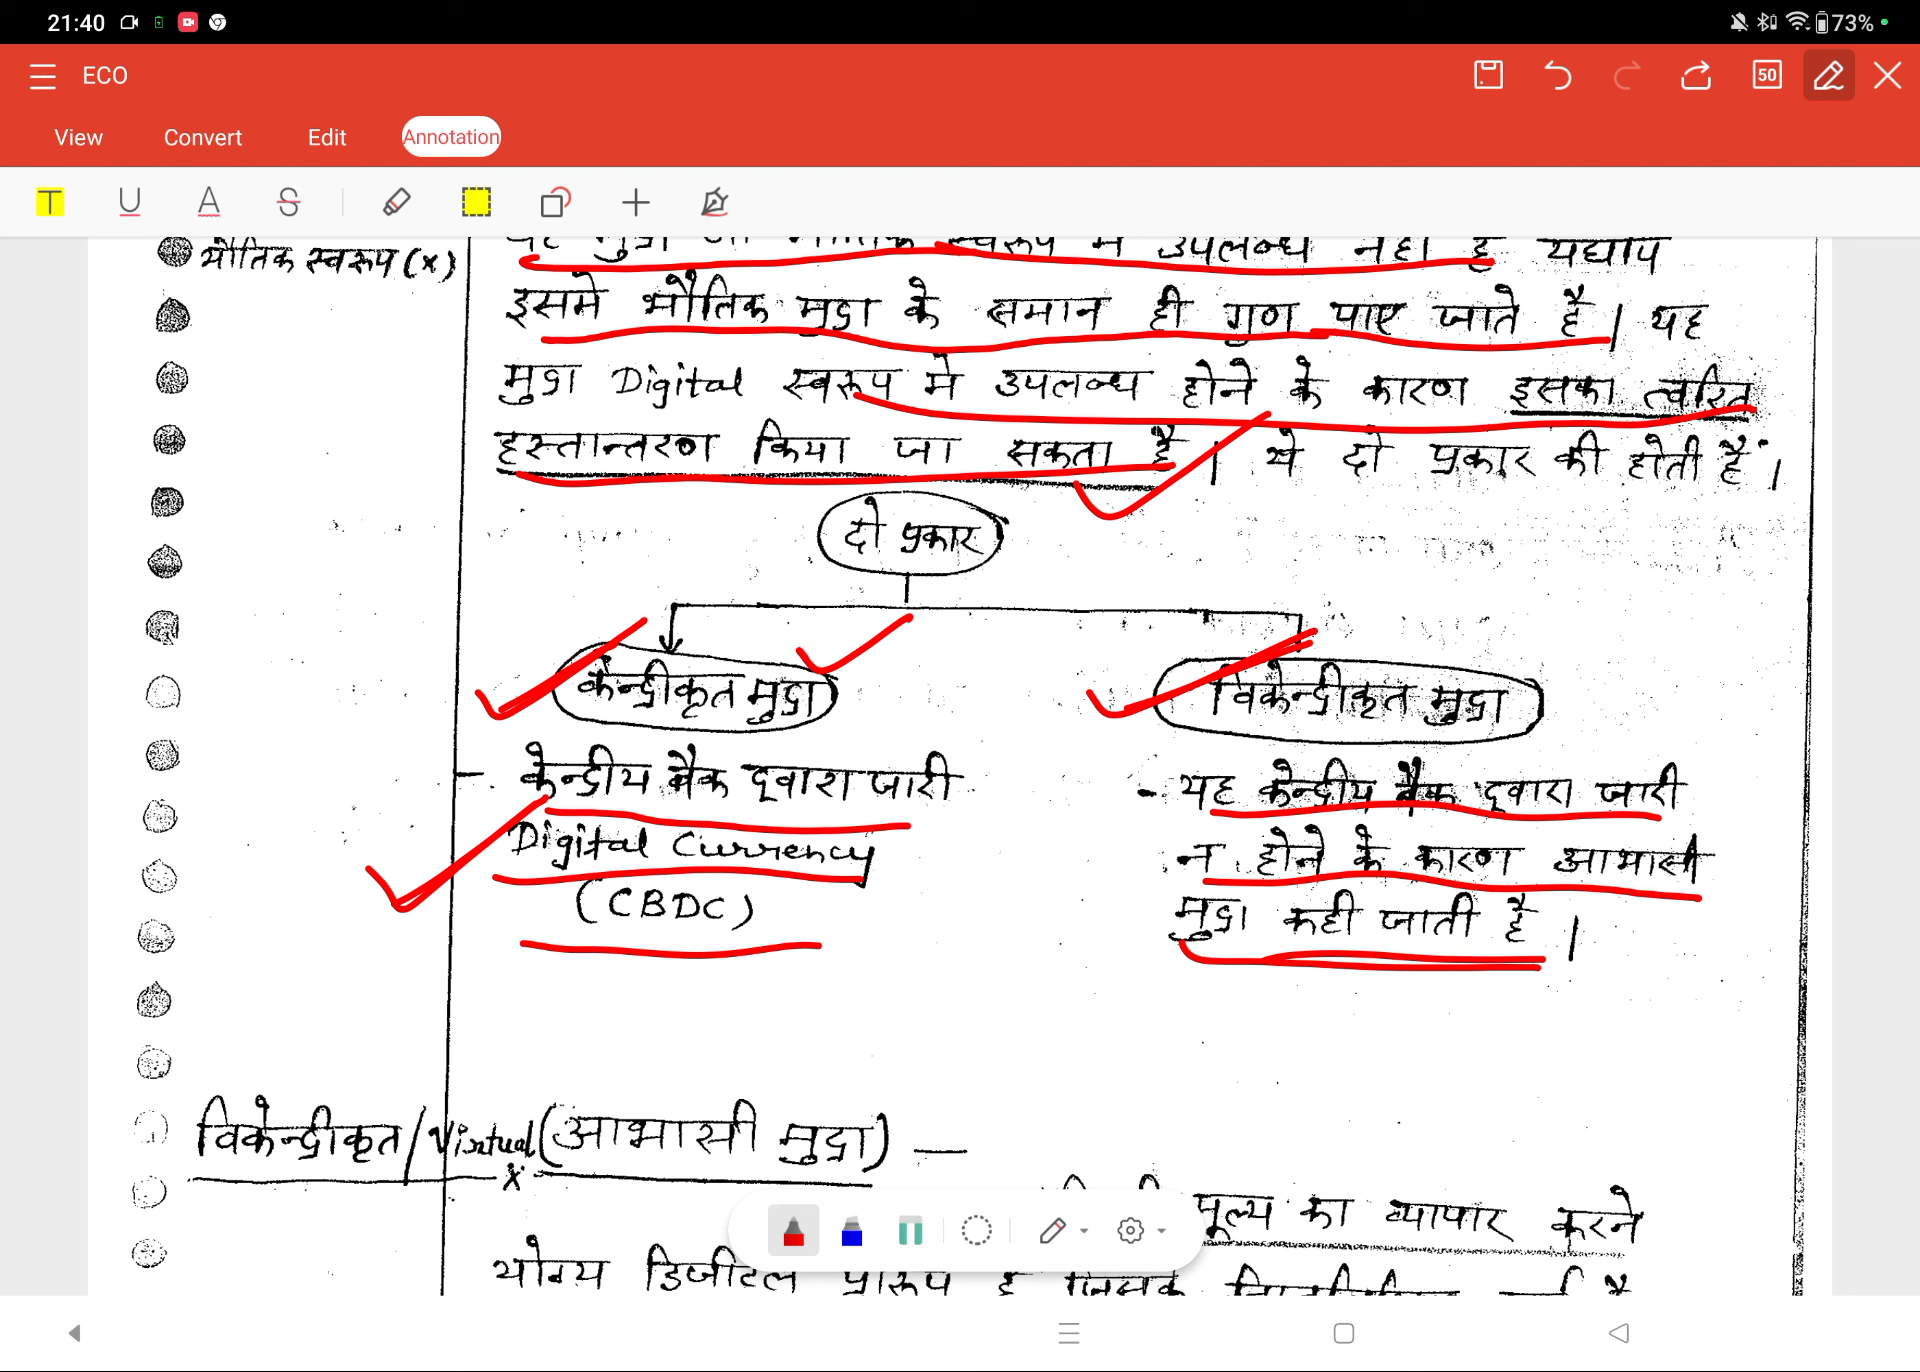 21:40
73%
ECO
50
View Convert Edit Annotation
T U A S
भौतिक स्वरूप (x)
स्वरूप में उपलब्ध नहीं है यद्यपि
इसमें भौतिक मुद्रा के समान ही गुण पाए जाते है। यह
मुद्रा Digital स्वरूप में उपलब्ध होने के कारण इसका त्वरित
हस्तान्तरण किया जा सकता है। ये दो प्रकार की होती हैं।
दो प्रकार
केन्द्रीकृत मुद्रा
विकेन्द्रीकृत मुद्रा
- केन्द्रीय बैंक द्वारा जारी
Digital Currency
(CBDC)
- यह केन्द्रीय बैंक द्वारा जारी
न होने के कारण आभासी
मुद्रा कही जाती है।
विकेन्द्रीकृत/Virtual (आभासी मुद्रा) —
मूल्य का व्यापार करने
योग्य डिजीटल प्रारूप है जिसके